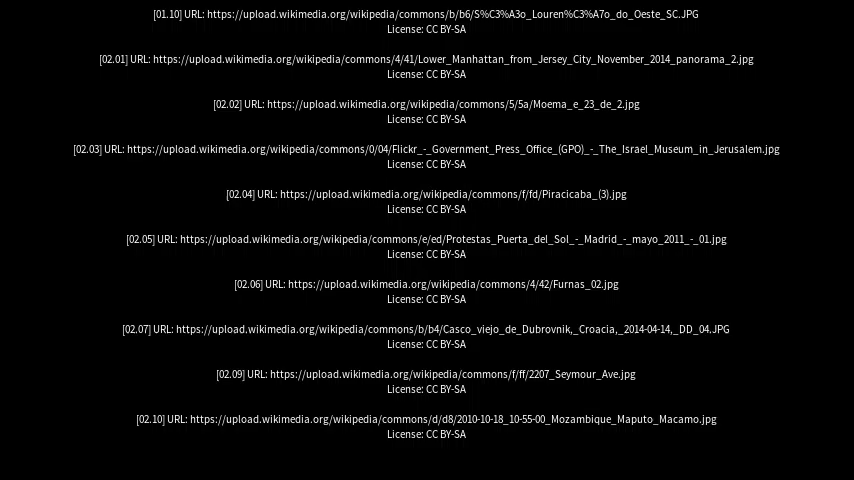 [01.10] URL: https://upload.wikimedia.org/wikipedia/commons/b/b6/S%C3%A3o_Louren%C3%A7o_do_Oeste_SC.JPG
License: CC BY-SA
[02.01] URL: https://upload.wikimedia.org/wikipedia/commons/4/41/Lower_Manhattan_from_Jersey_City_November_2014_panorama_2.jpg
License: CC BY-SA
[02.02] URL: https://upload.wikimedia.org/wikipedia/commons/5/5a/Moema_e_23_de_2.jpg
License: CC BY-SA
[02.03] URL: https://upload.wikimedia.org/wikipedia/commons/0/04/Flickr_-_Government_Press_Office_(GPO)_-_The_Israel_Museum_in_Jerusalem.jpg
License: CC BY-SA
[02.04] URL: https://upload.wikimedia.org/wikipedia/commons/f/fd/Piracicaba_(3).jpg
License: CC BY-SA
[02.05] URL: https://upload.wikimedia.org/wikipedia/commons/e/ed/Protestas_Puerta_del_Sol_-_Madrid_-_mayo_2011_-_01.jpg
License: CC BY-SA
[02.06] URL: https://upload.wikimedia.org/wikipedia/commons/4/42/Furnas_02.jpg
License: CC BY-SA
[02.07] URL: https://upload.wikimedia.org/wikipedia/commons/b/b4/Casco_viejo_de_Dubrovnik,_Croacia,_2014-04-14,_DD_04.JPG
License: CC BY-SA
[02.09] URL: https://upload.wikimedia.org/wikipedia/commons/f/ff/2207_Seymour_Ave.jpg
License: CC BY-SA
[02.10] URL: https://upload.wikimedia.org/wikipedia/commons/d/d8/2010-10-18_10-55-00_Mozambique_Maputo_Macamo.jpg
License: CC BY-SA